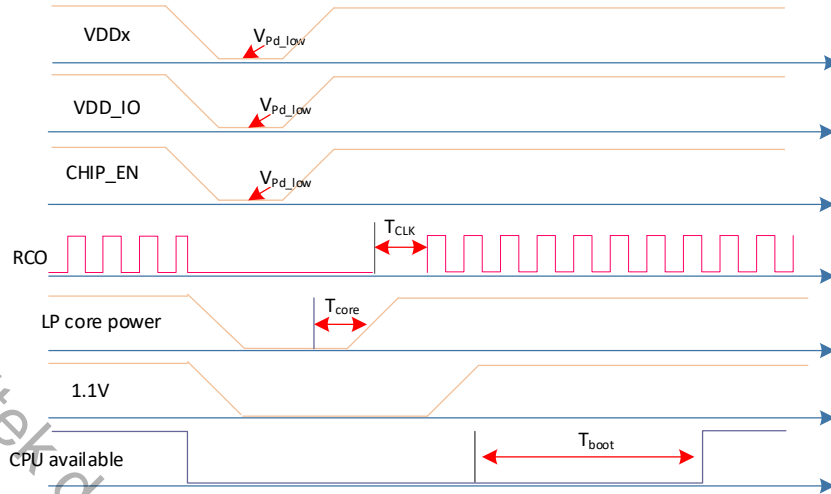 VDDx
VPd_low
VDD_IO
VPd_low
CHIP_EN
VPd_low
RCO
TCLK
LP core power
Tcore
1.1V
CPU available
Tboot